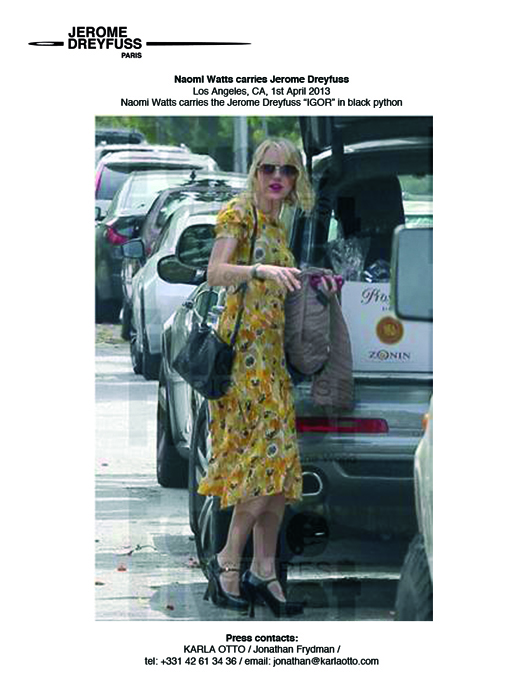 JEROME
DREYFUSS
PARIS
Naomi Watts carries Jerome Dreyfuss
Los Angeles, CA, 1st April 2013
Naomi Watts carries the Jerome Dreyfuss “IGOR” in black python
ZONIN
PICTURES
Press contacts:
KARLA OTTO / Jonathan Frydman /
tel: +331 42 61 34 36 / email: jonathan@karlaotto.com